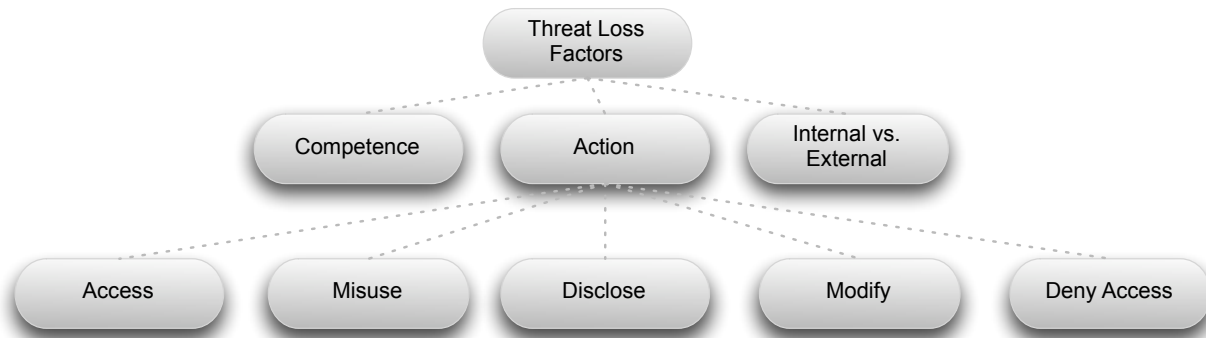 Threat Loss
Factors
Competence
Action
Internal vs.
External
Access
Misuse
Disclose
Modify
Deny Access